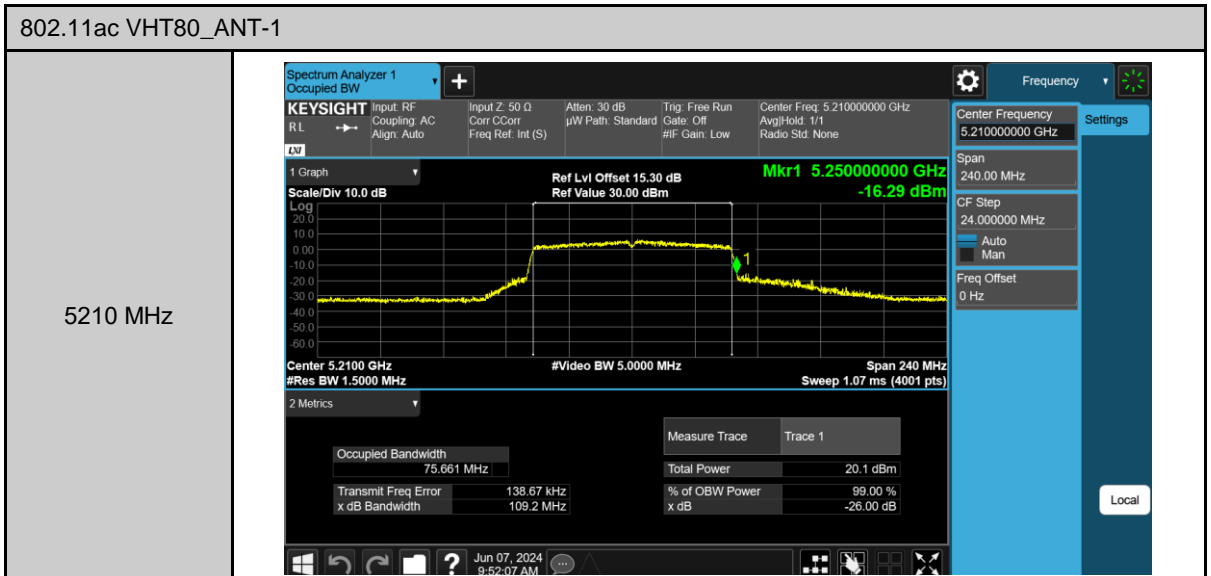 802.11ac VHT80_ANT-1
5210 MHz
Spectrum Analyzer 1
Occupied BW
+
Frequency
KEYSIGHT
RL
LXI
Input: RF
Coupling: AC
Align: Auto
Input Z: 50 Ω
Corr CCorr
Freq Ref: Int (S)
Atten: 30 dB
µW Path: Standard
Trig: Free Run
Gate: Off
#IF Gain: Low
Center Freq: 5.210000000 GHz
Avg|Hold: 1/1
Radio Std: None
Center Frequency
5.210000000 GHz
Settings
Span
240.00 MHz
CF Step
24.000000 MHz
Auto
Man
Freq Offset
0 Hz
Local
1 Graph
Scale/Div 10.0 dB
Ref Lvl Offset 15.30 dB
Ref Value 30.00 dBm
Mkr1 5.250000000 GHz
-16.29 dBm
Log
20.0
10.0
0.00
-10.0
-20.0
-30.0
-40.0
-50.0
-60.0
1
Center 5.2100 GHz
#Video BW 5.0000 MHz
Span 240 MHz
#Res BW 1.5000 MHz
Sweep 1.07 ms (4001 pts)
2 Metrics
Measure Trace Trace 1
Occupied Bandwidth
75.661 MHz
Total Power 20.1 dBm
Transmit Freq Error 138.67 kHz
% of OBW Power 99.00 %
x dB Bandwidth 109.2 MHz
x dB -26.00 dB
?
Jun 07, 2024
9:52:07 AM